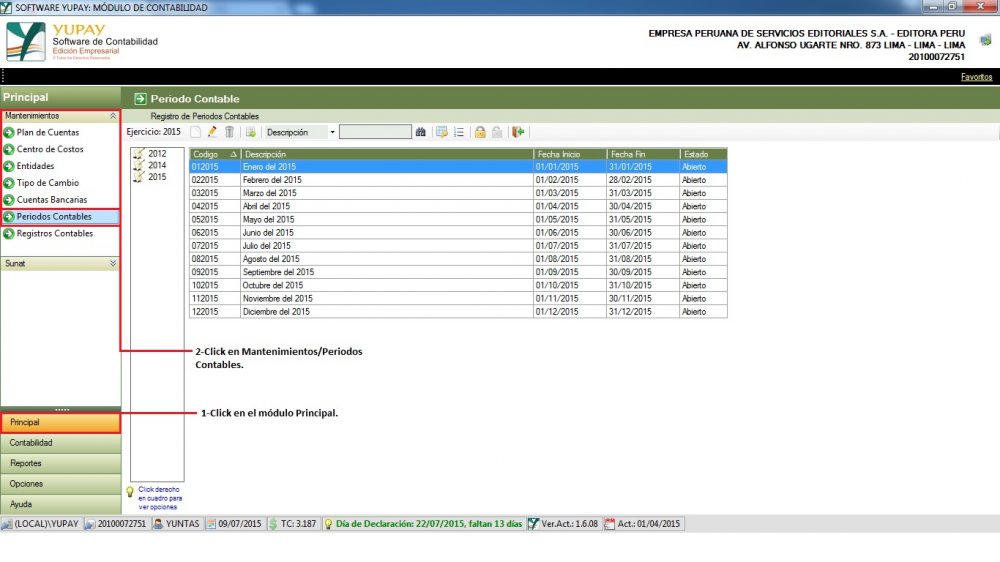 SOFTWARE YUPAY: MÓDULO DE CONTABILIDAD
YUPAY
Software de Contabilidad
Edición Empresarial
EMPRESA PERUANA DE SERVICIOS EDITORIALES S.A. - EDITORA PERU
AV. ALFONSO UGARTE NRO. 873 LIMA - LIMA - LIMA
20100072751
Favoritos
Principal
Mantenimientos
Plan de Cuentas
Centro de Costos
Entidades
Tipo de Cambio
Cuentas Bancarias
Periodos Contables
Registros Contables
Sunat
Periodo Contable
Registro de Periodos Contables
Ejercicio: 2015 Descripción
2012
2014
2015
Codigo Descripción Fecha Inicio Fecha Fin Estado
012015 Enero del 2015 01/01/2015 31/01/2015 Abierto
022015 Febrero del 2015 01/02/2015 28/02/2015 Abierto
032015 Marzo del 2015 01/03/2015 31/03/2015 Abierto
042015 Abril del 2015 01/04/2015 30/04/2015 Abierto
052015 Mayo del 2015 01/05/2015 31/05/2015 Abierto
062015 Junio del 2015 01/06/2015 30/06/2015 Abierto
072015 Julio del 2015 01/07/2015 31/07/2015 Abierto
082015 Agosto del 2015 01/08/2015 31/08/2015 Abierto
092015 Septiembre del 2015 01/09/2015 30/09/2015 Abierto
102015 Octubre del 2015 01/10/2015 31/10/2015 Abierto
112015 Noviembre del 2015 01/11/2015 30/11/2015 Abierto
122015 Diciembre del 2015 01/12/2015 31/12/2015 Abierto
2-Click en Mantenimientos/Periodos
Contables.
1-Click en el módulo Principal.
Principal
Contabilidad
Reportes
Opciones
Ayuda
Click derecho
en cuadro para
ver opciones
(LOCAL)\YUPAY 20100072751 YUNTAS 09/07/2015 TC: 3.187 Día de Declaración: 22/07/2015, faltan 13 días Ver.Act.: 1.6.08 Act.: 01/04/2015